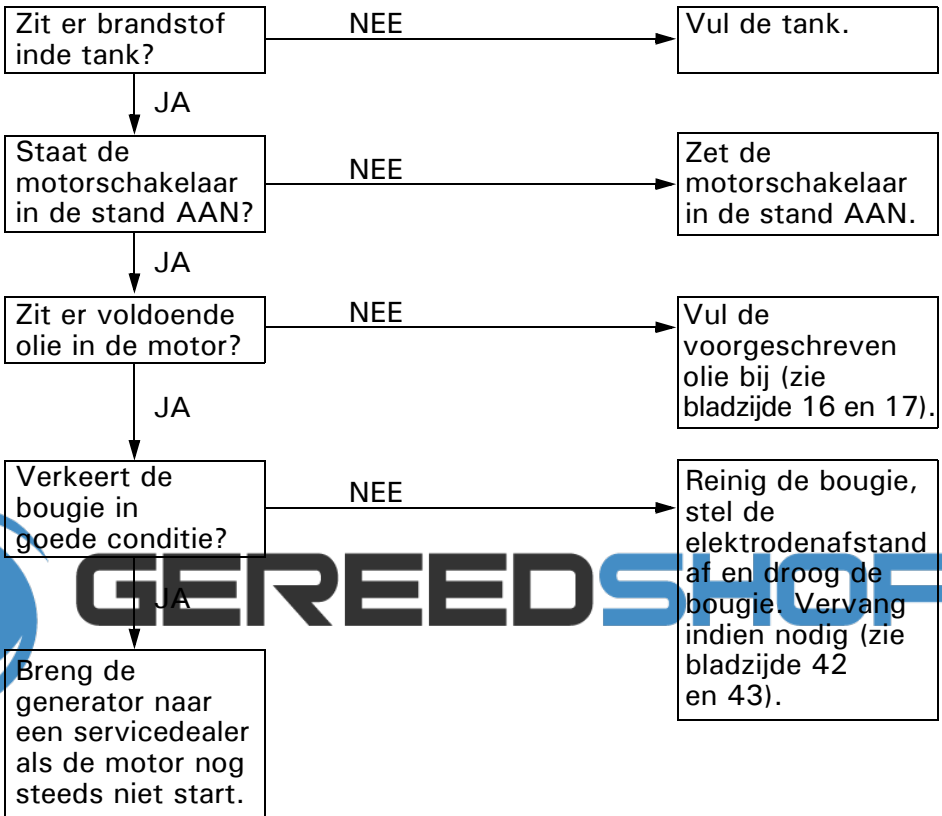 Zit er brandstof
inde tank?
NEE
Vul de tank.
JA
Staat de
motorschakelaar
in de stand AAN?
NEE
Zet de
motorschakelaar
in de stand AAN.
JA
Zit er voldoende
olie in de motor?
NEE
Vul de
voorgeschreven
olie bij (zie
bladzijde 16 en 17).
JA
Verkeert de
bougie in
goede conditie?
NEE
Reinig de bougie,
stel de
elektrodenafstand
af en droog de
bougie. Vervang
indien nodig (zie
bladzijde 42
en 43).
GEREEDSHOF
JA
Breng de
generator naar
een servicedealer
als de motor nog
steeds niet start.